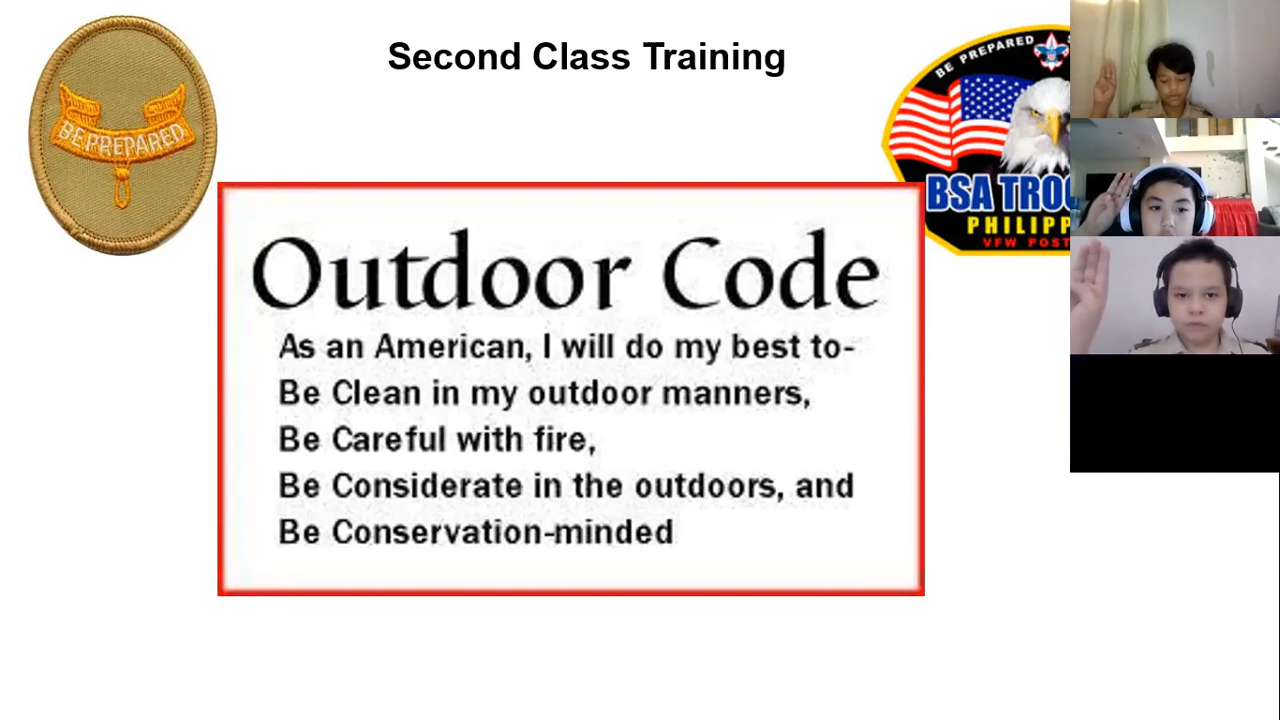 Second Class Training
BE PREPARED
BE PREPARED
BSA TROO
PHILIPP
VFW POST
Outdoor Code
As an American, I will do my best to-
Be Clean in my outdoor manners,
Be Careful with fire,
Be Considerate in the outdoors, and
Be Conservation-minded